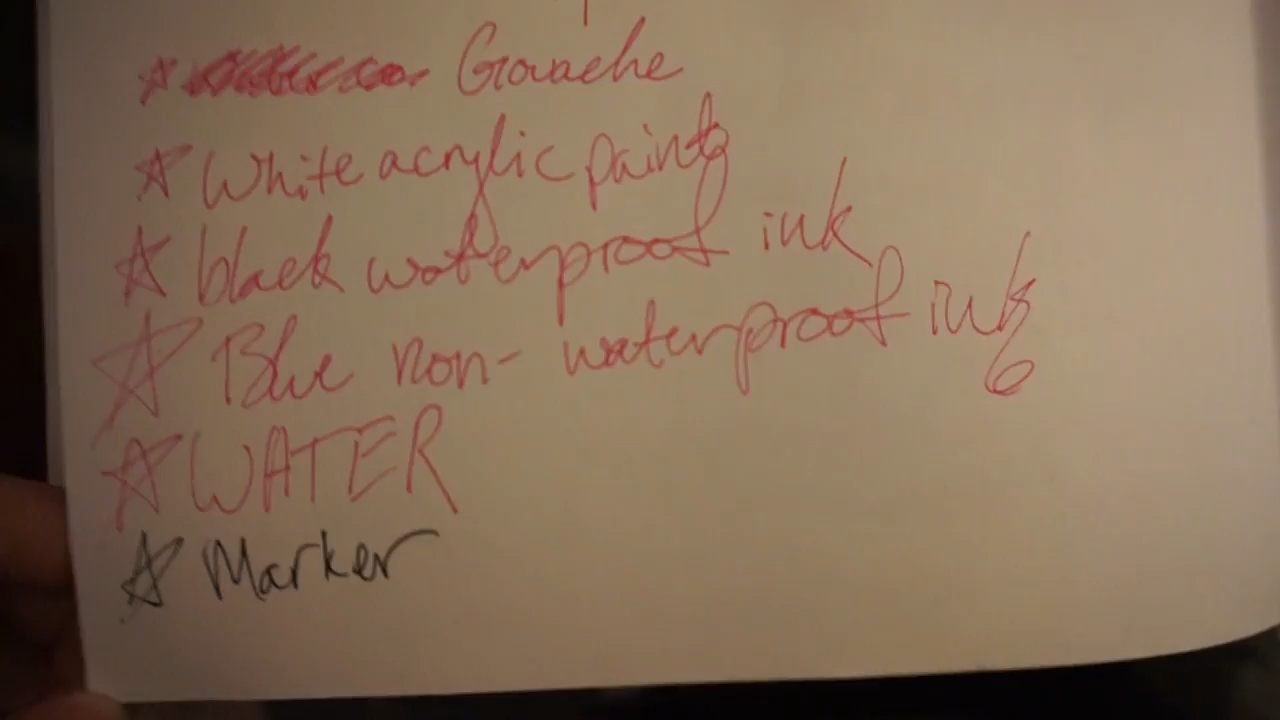 ☆ Gouache
☆ White acrylic paint
☆ black waterproof ink
☆ Blue non-waterproof ink
☆ WATER
☆ Marker